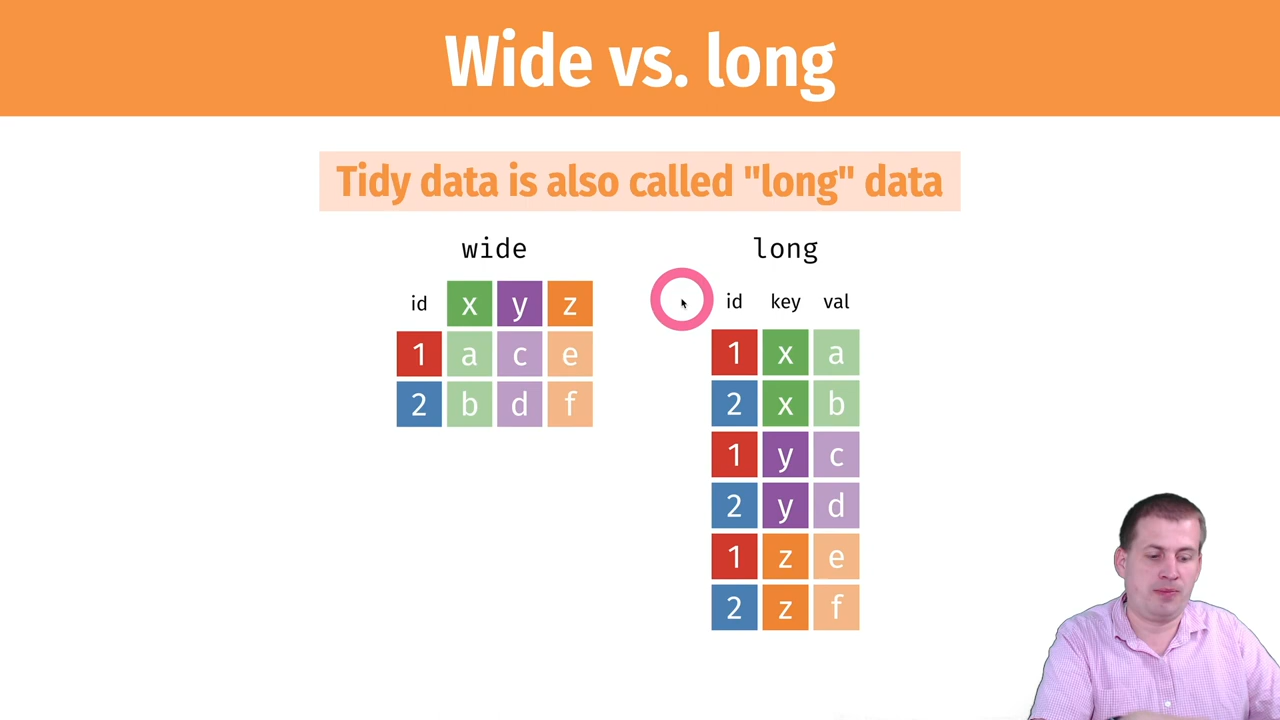 Wide vs. long
Tidy data is also called "long" data
wide
id x y z
1 a c e
2 b d f
long
id key val
1 x a
2 x b
1 y c
2 y d
1 z e
2 z f